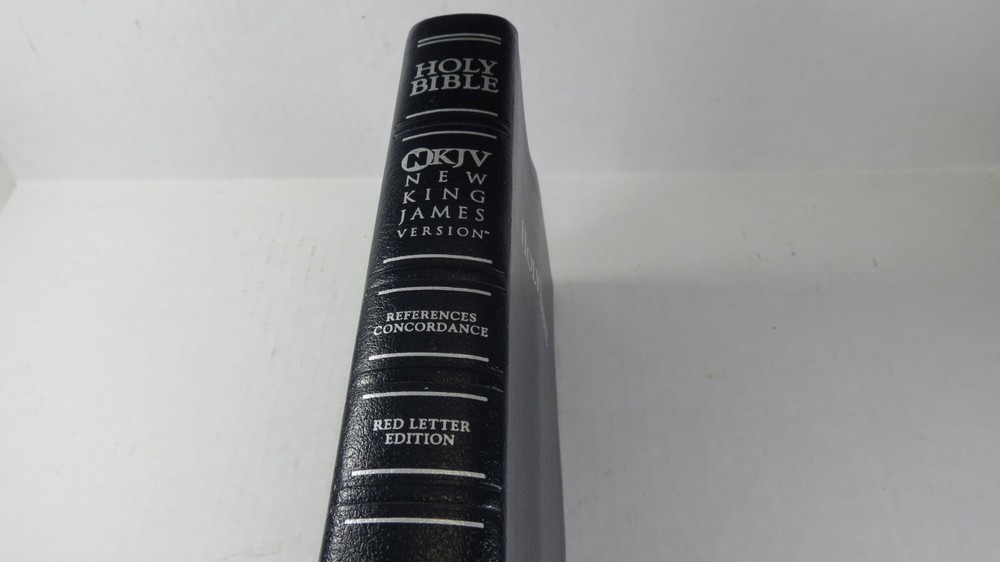 HOLY
BIBLE
NKJV
NEW
KING
JAMES
VERSION™
REFERENCES
CONCORDANCE
RED LETTER
EDITION